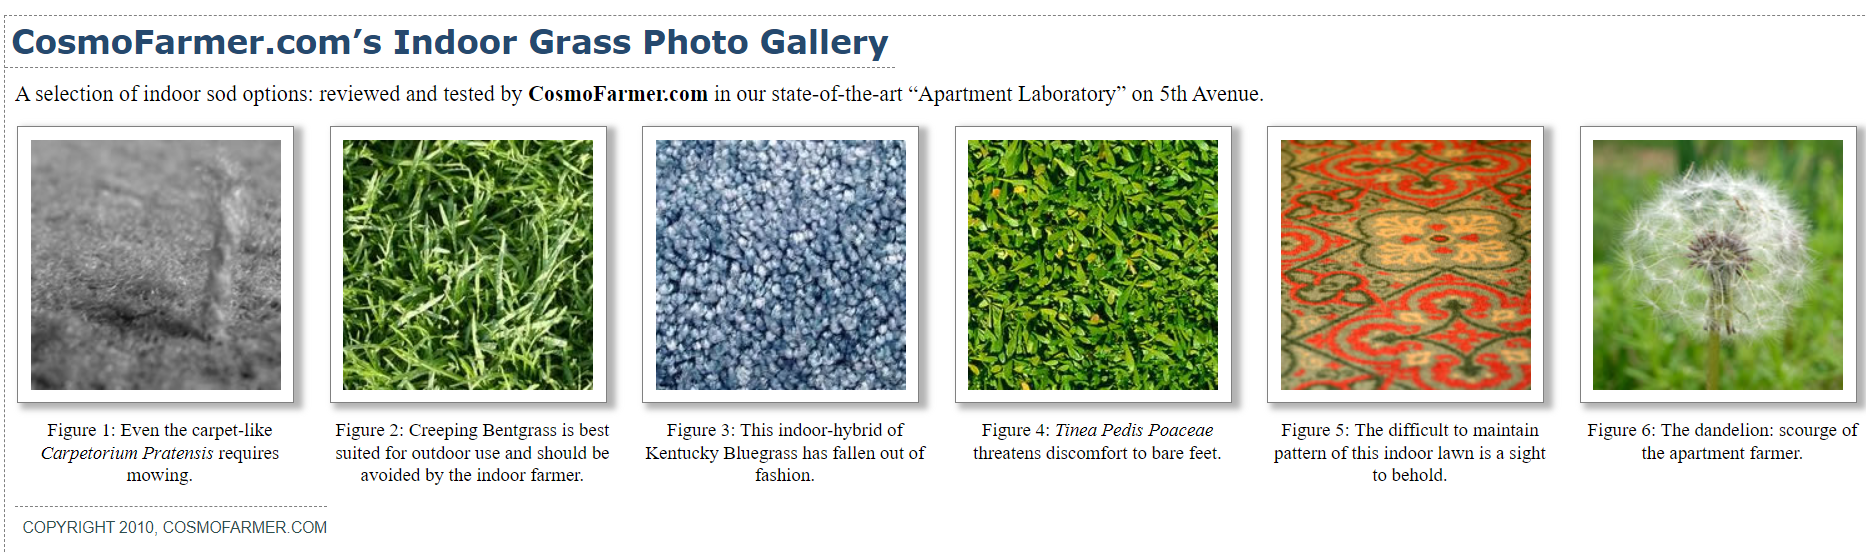 CosmoFarmer.com’s Indoor Grass Photo Gallery
A selection of indoor sod options: reviewed and tested by CosmoFarmer.com in our state-of-the-art “Apartment Laboratory” on 5th Avenue.
Figure 1: Even the carpet-like
Carpetorium Pratensis requires
mowing.
Figure 2: Creeping Bentgrass is best
suited for outdoor use and should be
avoided by the indoor farmer.
Figure 3: This indoor-hybrid of
Kentucky Bluegrass has fallen out of
fashion.
Figure 4: Tinea Pedis Poaceae
threatens discomfort to bare feet.
Figure 5: The difficult to maintain
pattern of this indoor lawn is a sight
to behold.
Figure 6: The dandelion: scourge of
the apartment farmer.
COPYRIGHT 2010, COSMOFARMER.COM